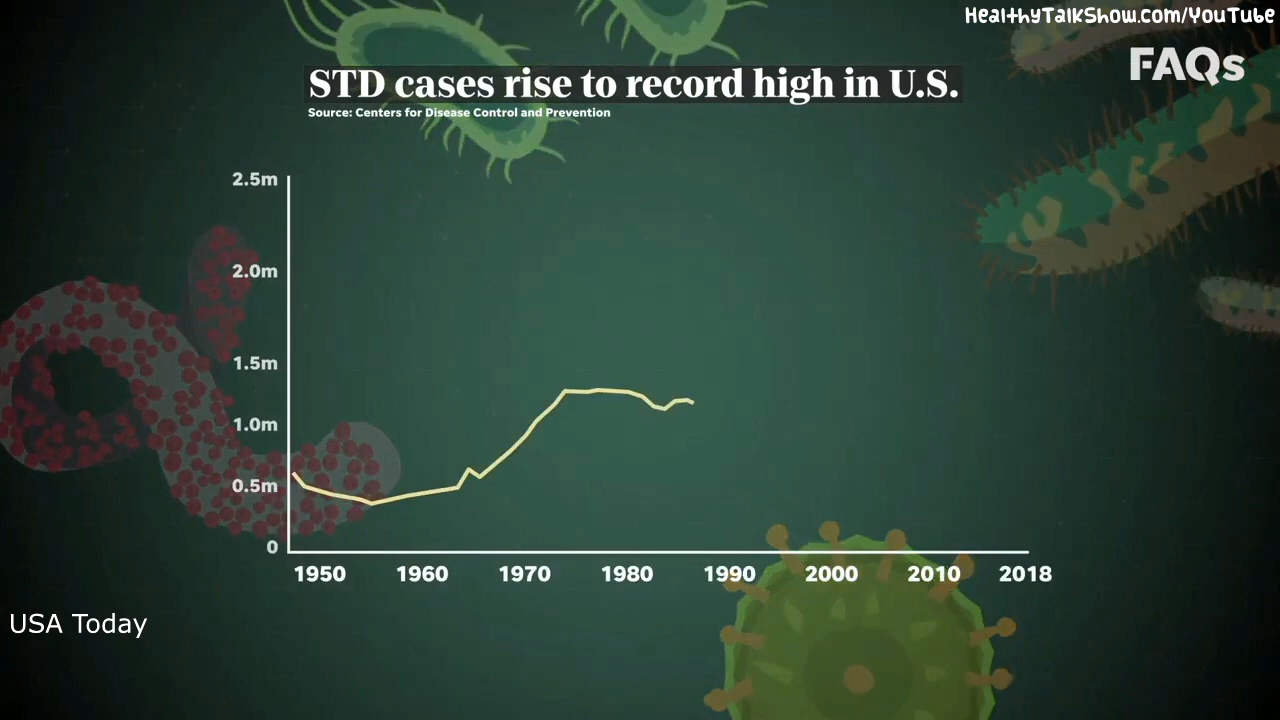 HealthyTalkShow.com/YouTube
FAQs
STD cases rise to record high in U.S.
Source: Centers for Disease Control and Prevention
2.5m
2.0m
1.5m
1.0m
0.5m
0
1950 1960 1970 1980 1990 2000 2010 2018
USA Today